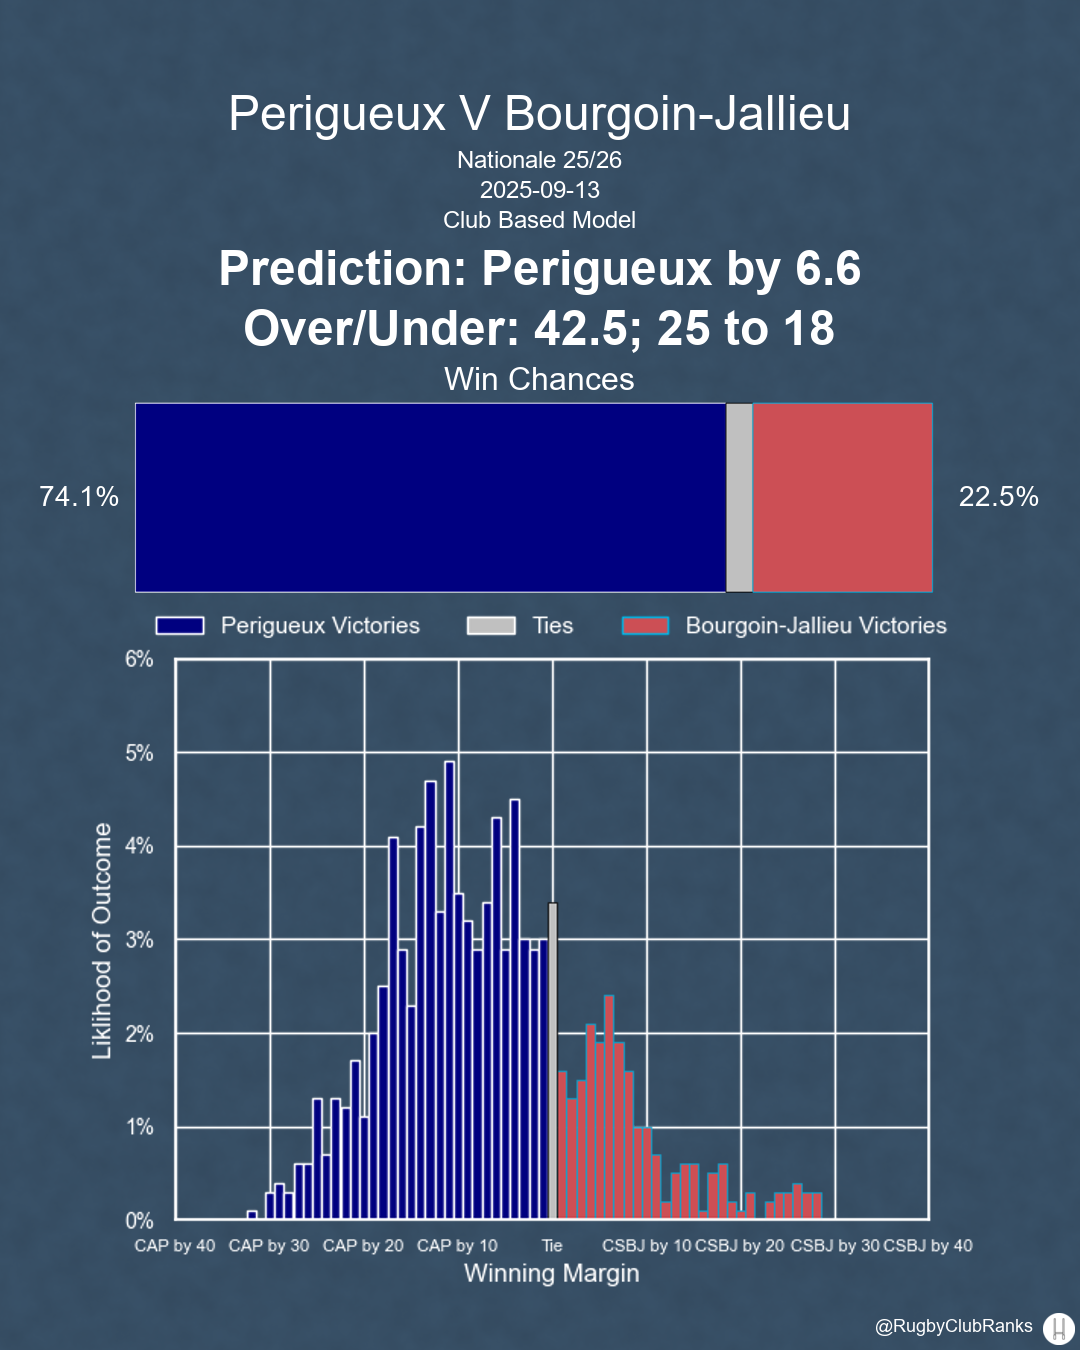 Perigueux V Bourgoin-Jallieu
Nationale 25/26
2025-09-13
Club Based Model
Prediction: Perigueux by 6.6
Over/Under: 42.5; 25 to 18
Win Chances
74.1%
22.5%
Perigueux Victories
Ties
Bourgoin-Jallieu Victories
6%
5%
4%
3%
2%
1%
0%
Liklihood of Outcome
CAP by 40
CAP by 30
CAP by 20
CAP by 10
Tie
CSBJ by 10
CSBJ by 20
CSBJ by 30
CSBJ by 40
Winning Margin
@RugbyClubRanks